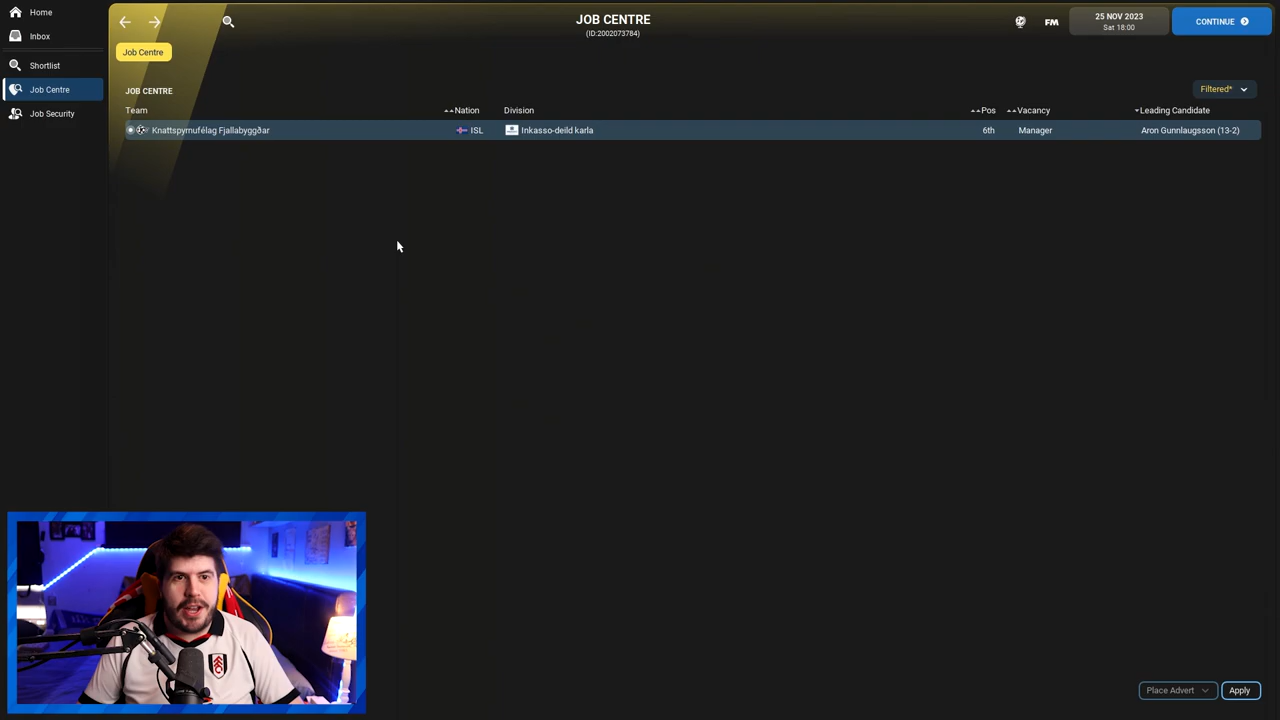 Home
Inbox
Shortlist
Job Centre
Job Security
JOB CENTRE
(ID:2002073784)
FM
25 NOV 2023
Sat 18:00
CONTINUE
Job Centre
JOB CENTRE
Filtered*
Team Nation Division Pos Vacancy Leading Candidate
Knattspyrnufélag Fjallabyggðar ISL Inkasso-deild karla 6th Manager Aron Gunnlaugsson (13-2)
Place Advert
Apply